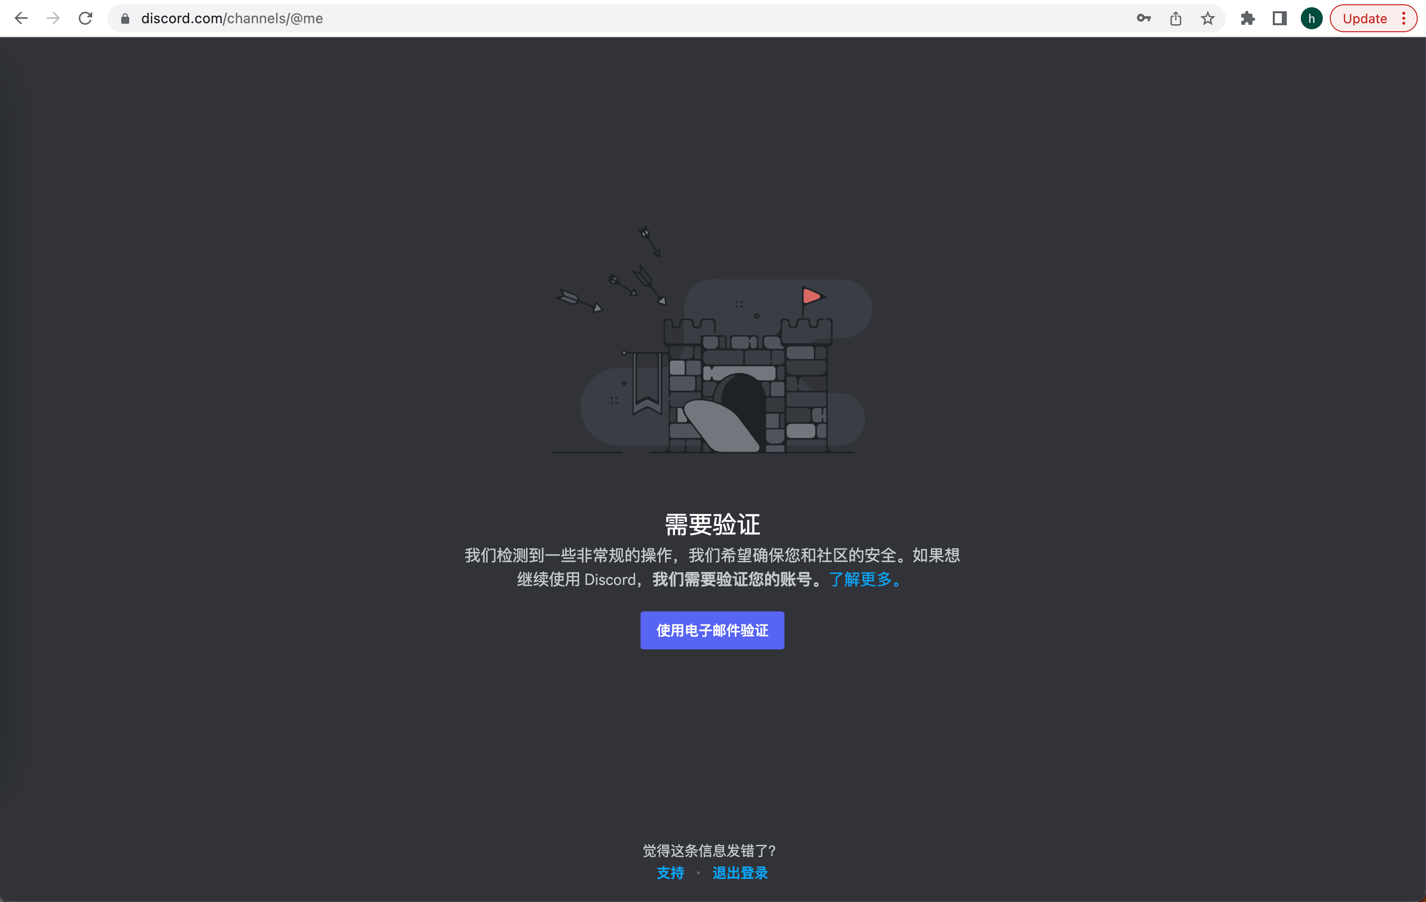 discord.com/channels/@me
h
Update
需要验证
我们检测到一些非常规的操作，我们希望确保您和社区的安全。如果想
继续使用 Discord，我们需要验证您的账号。了解更多。
使用电子邮件验证
觉得这条信息发错了?
支持 • 退出登录